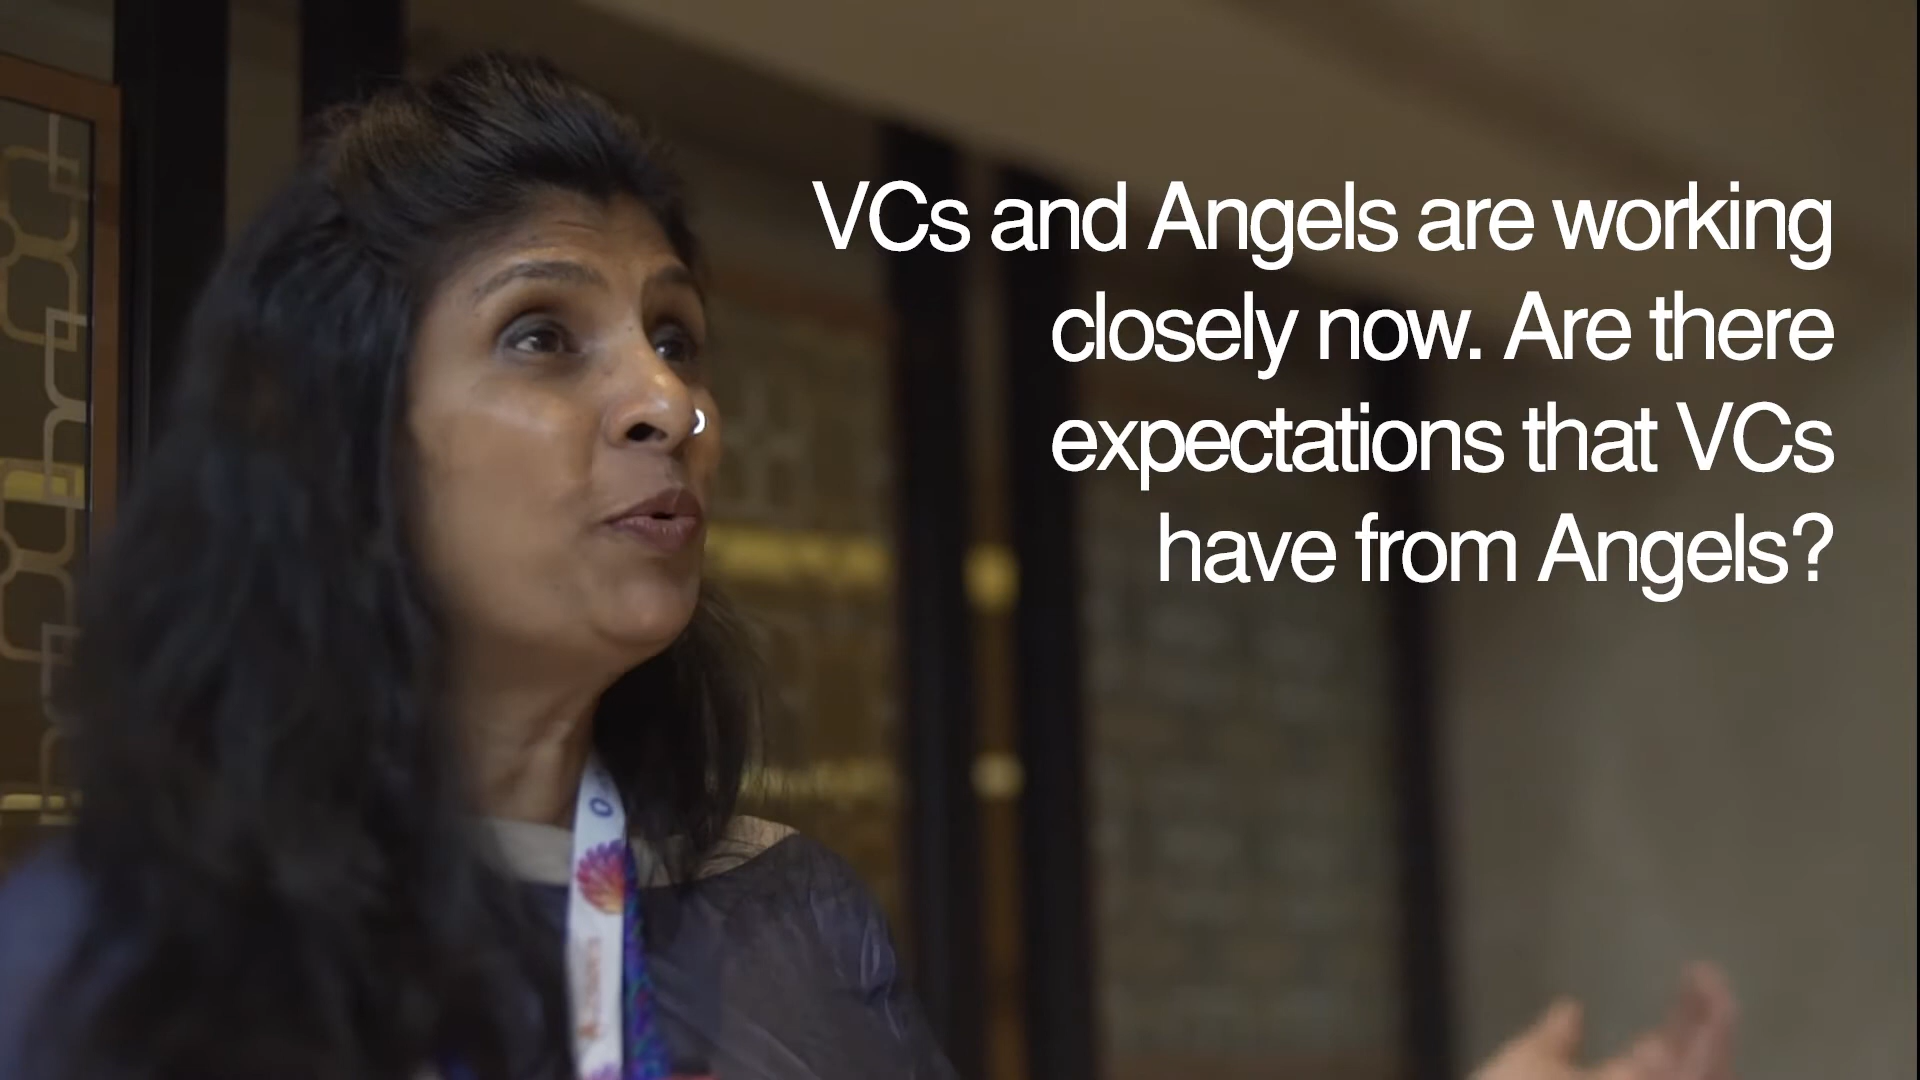 VCs and Angels are working
closely now. Are there
expectations that VCs
have from Angels?